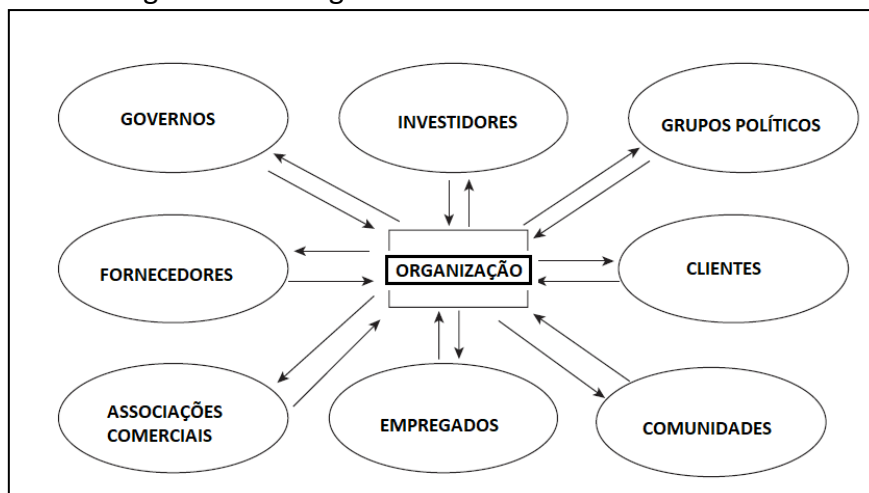 GOVERNOS
INVESTIDORES
GRUPOS POLÍTICOS
FORNECEDORES
ORGANIZAÇÃO
CLIENTES
ASSOCIAÇÕES
COMERCIAIS
EMPREGADOS
COMUNIDADES